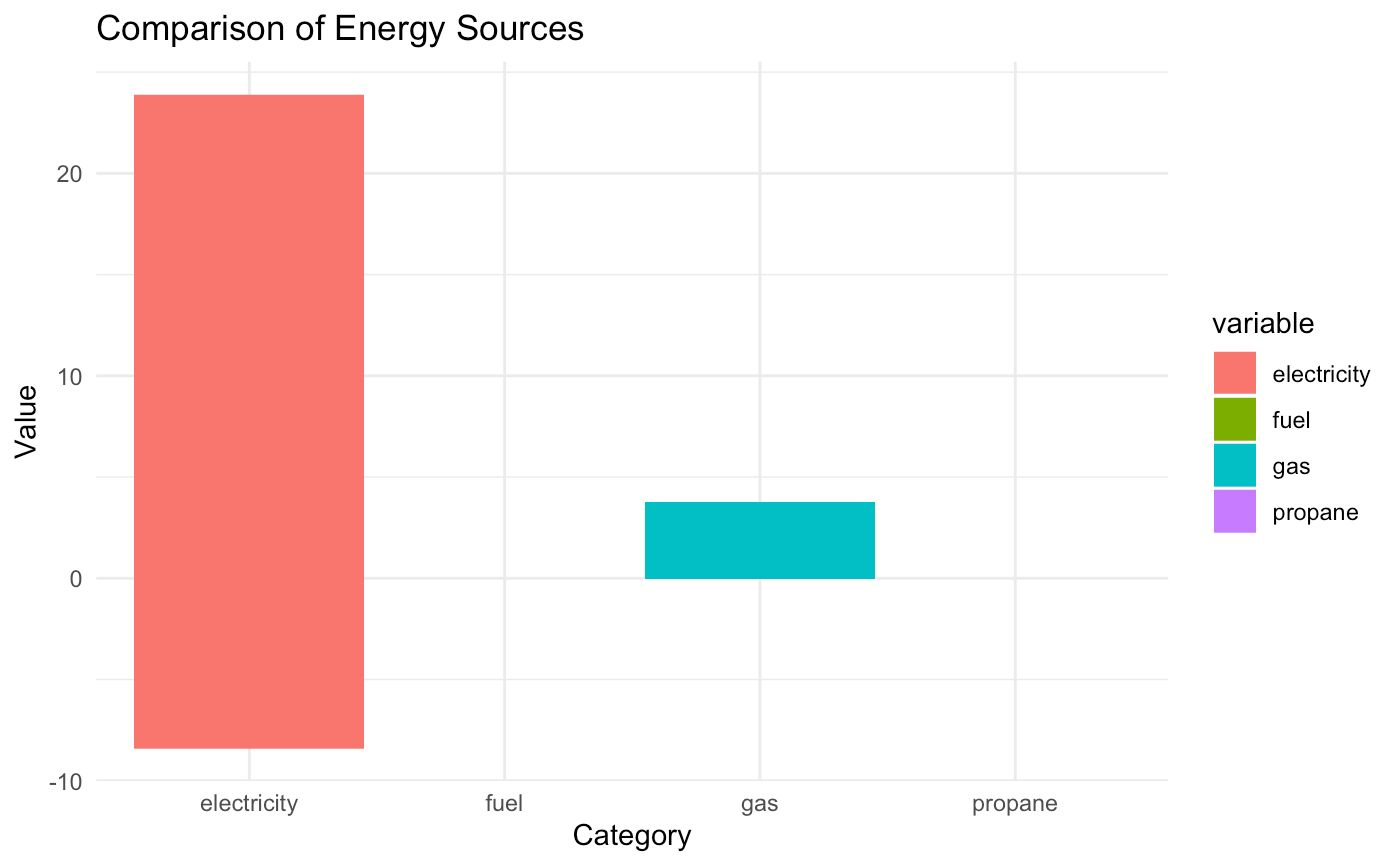 Comparison of Energy Sources
20
10
0
-10
Value
electricity
fuel
gas
propane
Category
variable
electricity
fuel
gas
propane